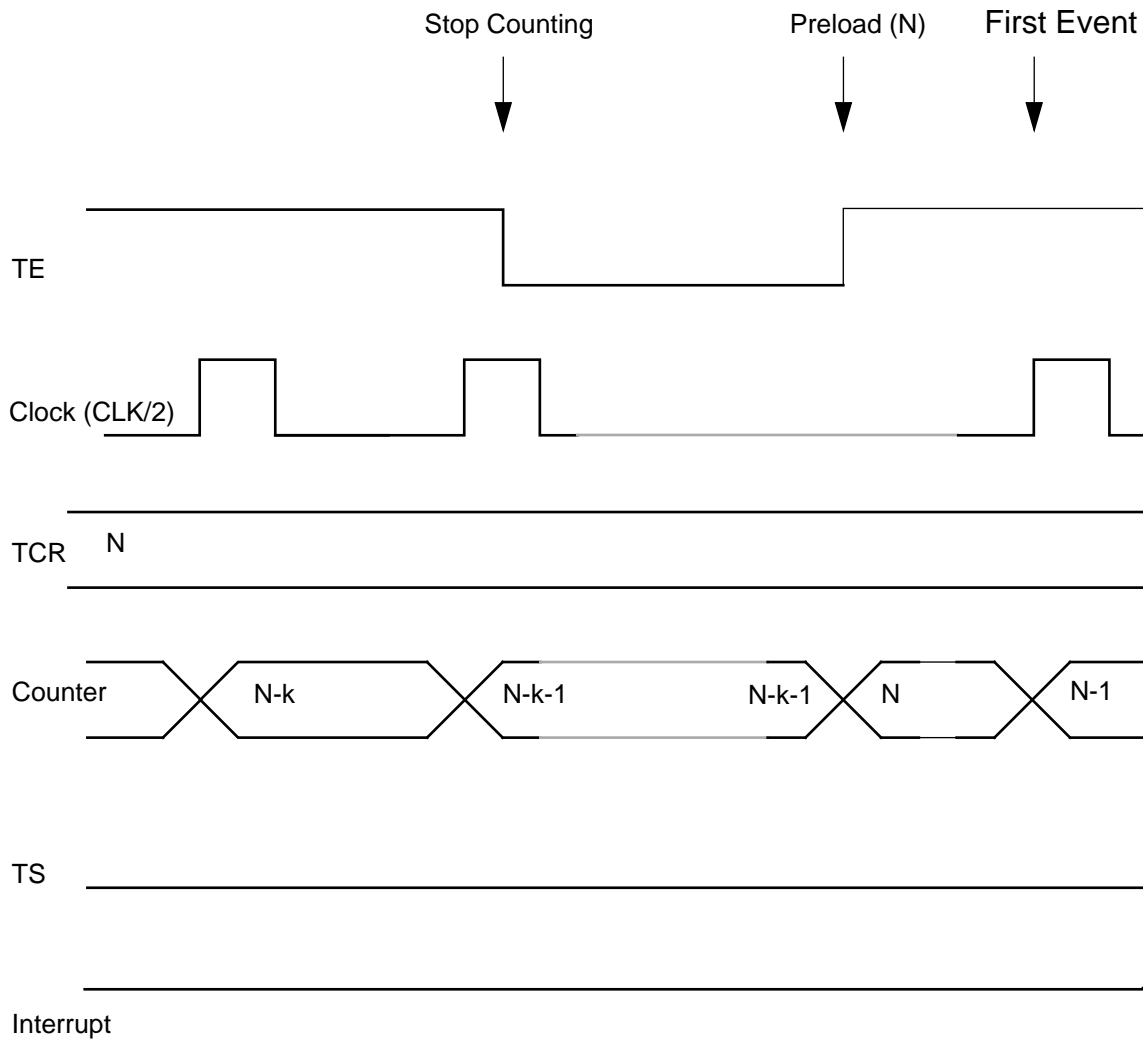 Stop Counting Preload (N) First Event
TE
Clock (CLK/2)
TCR N
Counter N-k N-k-1 N-k-1 N N-1
TS
Interrupt